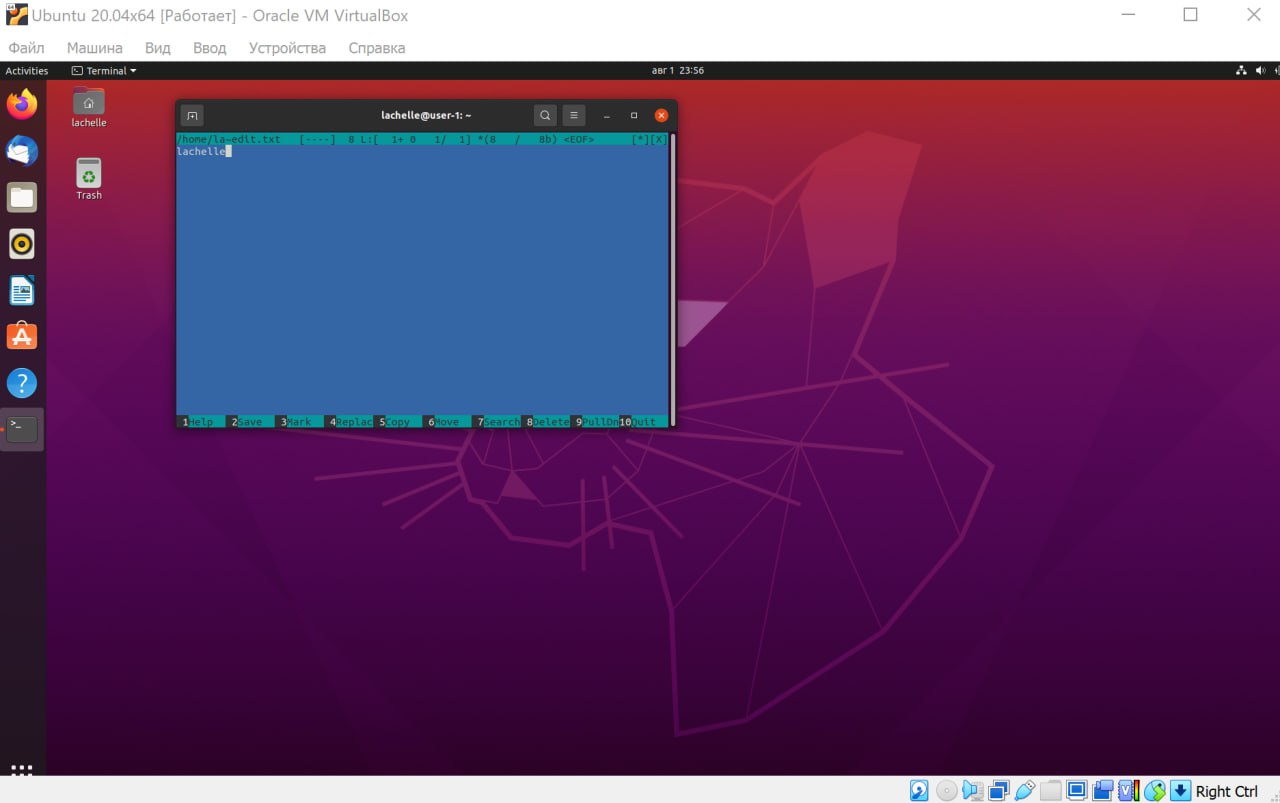 Ubuntu 20.04x64 [Работает] - Oracle VM VirtualBox
Файл Машина Вид Ввод Устройства Справка
Activities Terminal авг 1 23:56
lachelle
Trash
lachelle@user-1: ~
/home/la~edit.txt [----] 8 L:[ 1+ 0 1/ 1] *(8 / 8b) <EOF> [*][X]
lachelle
1Help 2Save 3Mark 4Replac 5Copy 6Move 7Search 8Delete 9PullDn 10Quit
Right Ctrl